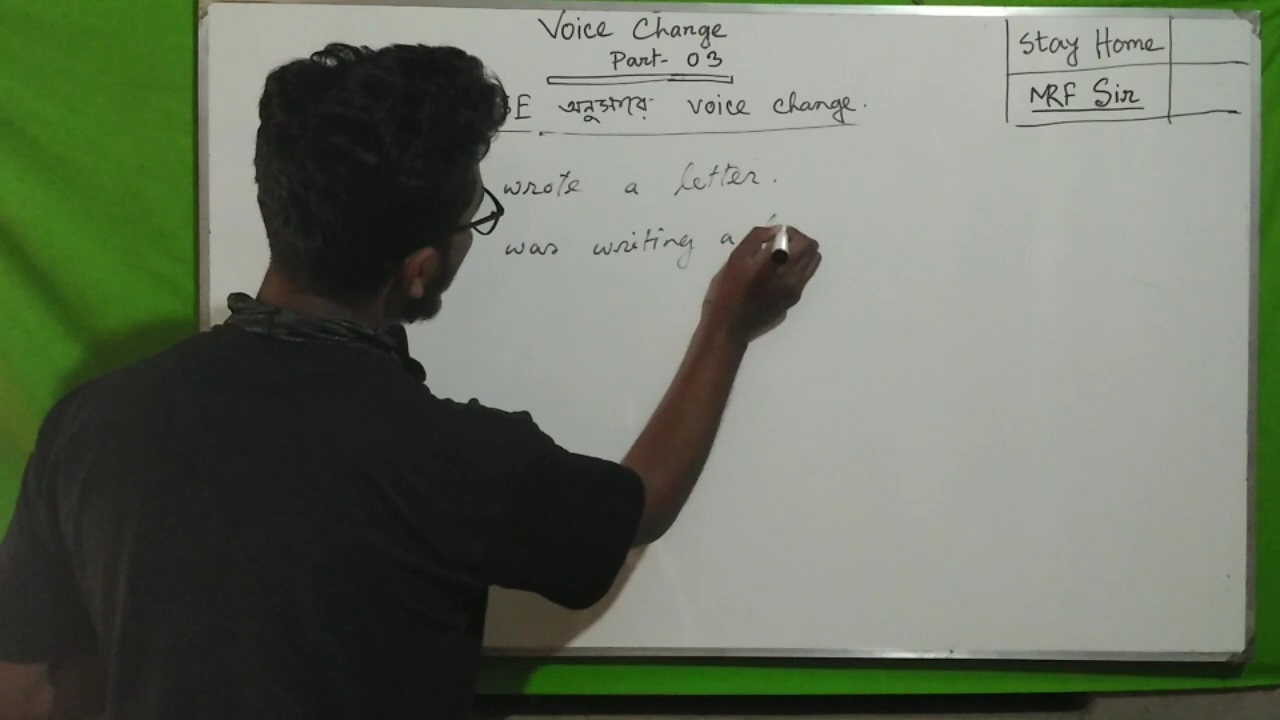 Voice Change
Part- 03
SE অনুসারে voice change.
wrote a letter.
was writing a
Stay Home
MRF Sir